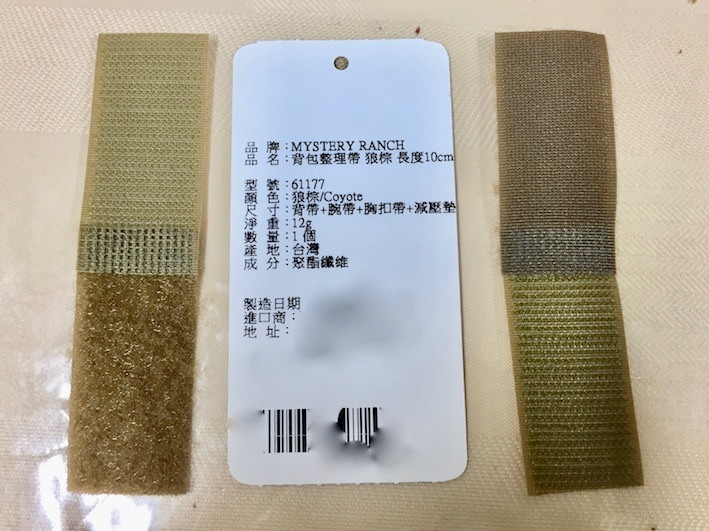 品 牌：MYSTERY RANCH
品 名：背包整理帶 狼棕 長度10cm
型 號：61177
顏 色：狼棕/Coyote
尺 寸：背帶+腕帶+胸扣帶+減壓墊
淨 重：12g
數 量：1 個
產 地：台灣
成 分：聚酯纖維
製造日期
進口商：
地 址：